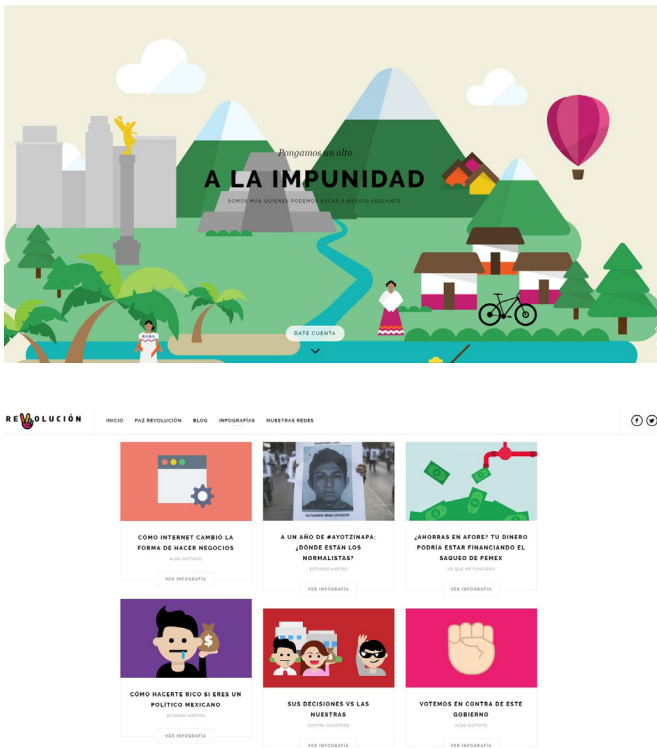 Pongamos un alto
A LA IMPUNIDAD
SOMOS MÁS QUIENES PODEMOS SACAR A MÉXICO ADELANTE
DATE CUENTA
REVOLUCIÓN
INICIO PAZ REVOLUCIÓN BLOG INFOGRAFÍAS NUESTRAS REDES
CÓMO INTERNET CAMBIÓ LA
FORMA DE HACER NEGOCIOS
ALGO DISTINTO
VER INFOGRAFÍA
A UN AÑO DE #AYOTZINAPA:
¿DÓNDE ESTÁN LOS
NORMALISTAS?
ESTAMOS HARTOS
VER INFOGRAFÍA
¿AHORRAS EN AFORE? TU DINERO
PODRÍA ESTAR FINANCIANDO EL
SAQUEO DE PEMEX
LO QUE NO FUNCIONA
VER INFOGRAFÍA
CÓMO HACERTE RICO SI ERES UN
POLÍTICO MEXICANO
ESTAMOS HARTOS
VER INFOGRAFÍA
SUS DECISIONES VS LAS
NUESTRAS
CONTRA NOSOTROS
VER INFOGRAFÍA
VOTEMOS EN CONTRA DE ESTE
GOBIERNO
ALGO DISTINTO
VER INFOGRAFÍA